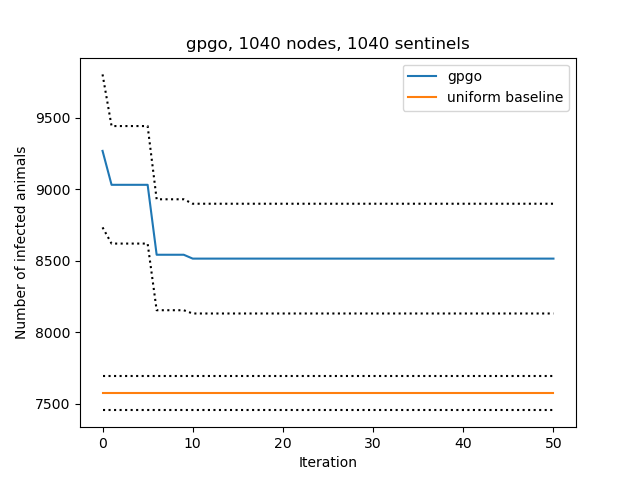 gpgo, 1040 nodes, 1040 sentinels
gpgo
uniform baseline
Number of infected animals
9500
9000
8500
8000
7500
0 10 20 30 40 50
Iteration